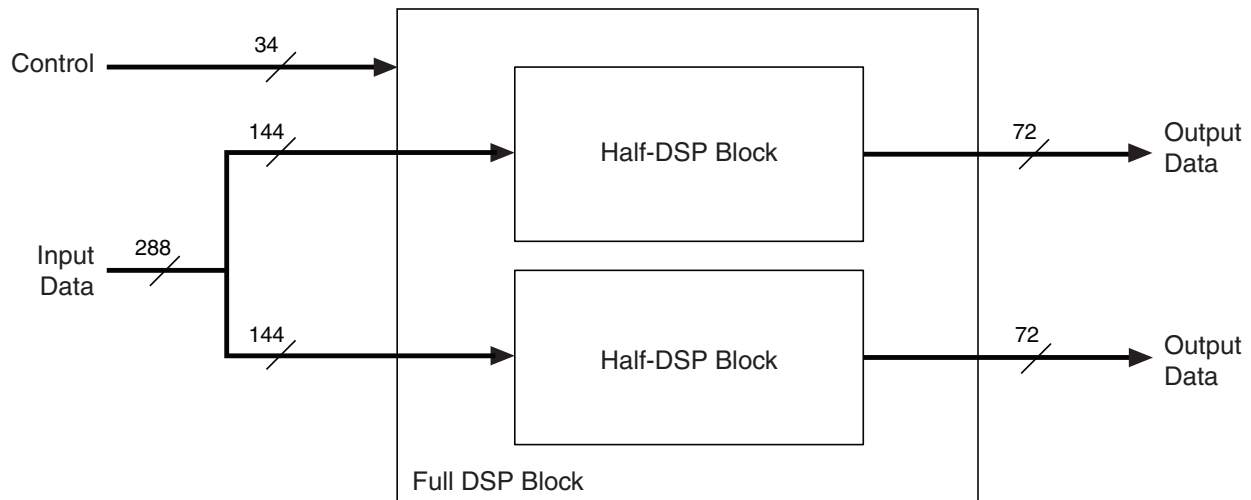 Control
34
144
Half-DSP Block
72
Output
Data
Input
Data
288
144
Half-DSP Block
72
Output
Data
Full DSP Block